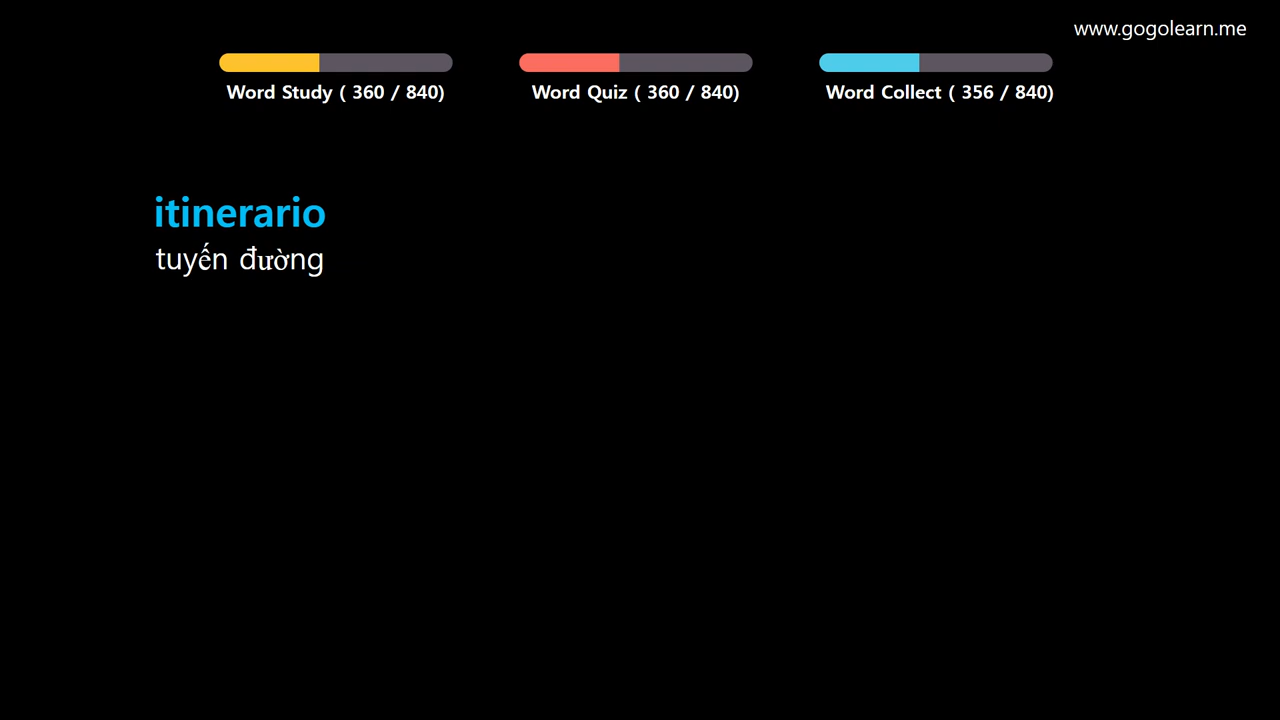 www.gogolearn.me
Word Study ( 360 / 840)
Word Quiz ( 360 / 840)
Word Collect ( 356 / 840)
itinerario
tuyến đường